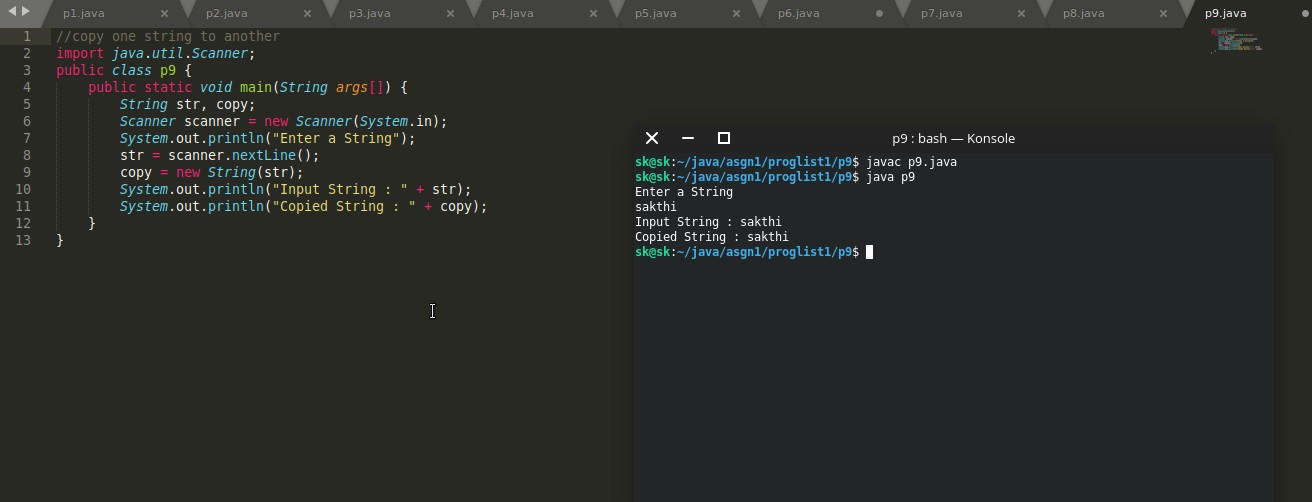 p1.java × p2.java × p3.java × p4.java × p5.java × p6.java p7.java × p8.java × p9.java
1 //copy one string to another
2 import java.util.Scanner;
3 public class p9 {
4 public static void main(String args[]) {
5 String str, copy;
6 Scanner scanner = new Scanner(System.in);
7 System.out.println("Enter a String");
8 str = scanner.nextLine();
9 copy = new String(str);
10 System.out.println("Input String : " + str);
11 System.out.println("Copied String : " + copy);
12 }
13 }
p9 : bash — Konsole
sk@sk:~/java/asgn1/proglist1/p9$ javac p9.java
sk@sk:~/java/asgn1/proglist1/p9$ java p9
Enter a String
sakthi
Input String : sakthi
Copied String : sakthi
sk@sk:~/java/asgn1/proglist1/p9$